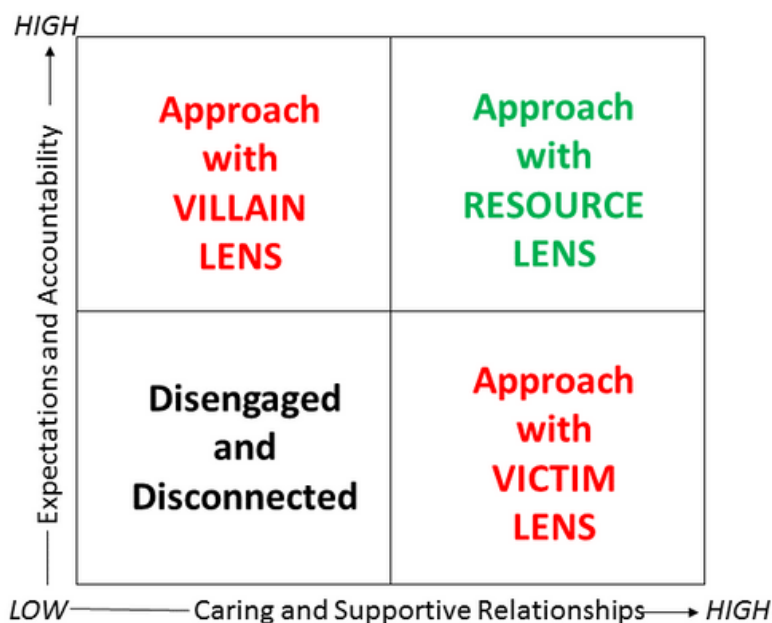 HIGH
Expectations and Accountability
Approach
with
VILLAIN
LENS
Approach
with
RESOURCE
LENS
Disengaged
and
Disconnected
Approach
with
VICTIM
LENS
LOW
Caring and Supportive Relationships
HIGH